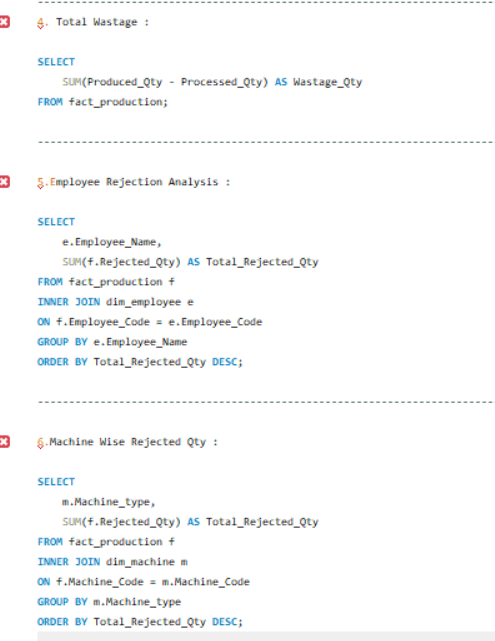 --------------------------------------------------------------------------
4. Total Wastage :
SELECT
SUM(Produced_Qty - Processed_Qty) AS Wastage_Qty
FROM fact_production;
--------------------------------------------------------------------------
5.Employee Rejection Analysis :
SELECT
e.Employee_Name,
SUM(f.Rejected_Qty) AS Total_Rejected_Qty
FROM fact_production f
INNER JOIN dim_employee e
ON f.Employee_Code = e.Employee_Code
GROUP BY e.Employee_Name
ORDER BY Total_Rejected_Qty DESC;
--------------------------------------------------------------------------
6.Machine Wise Rejected Qty :
SELECT
m.Machine_type,
SUM(f.Rejected_Qty) AS Total_Rejected_Qty
FROM fact_production f
INNER JOIN dim_machine m
ON f.Machine_Code = m.Machine_Code
GROUP BY m.Machine_type
ORDER BY Total_Rejected_Qty DESC;